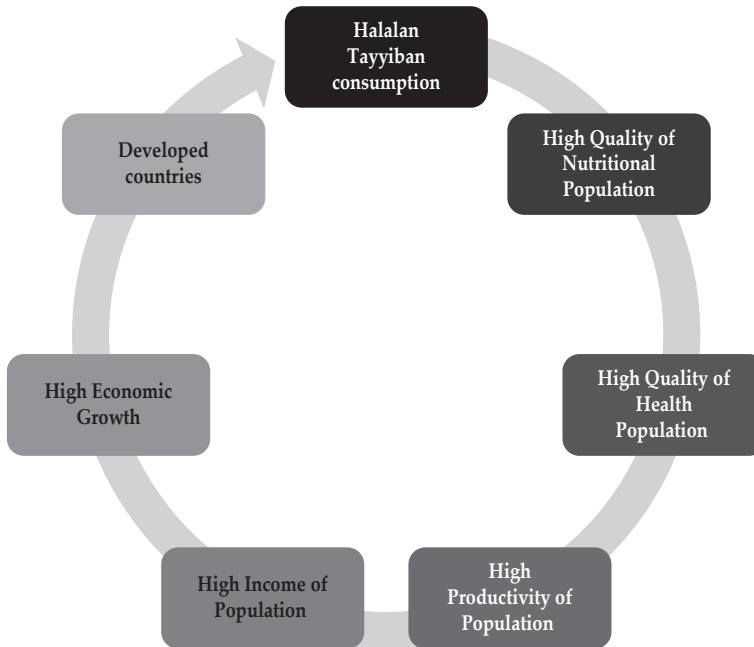 Halalan
Tayyiban
consumption
High Quality of
Nutritional
Population
High Quality of
Health
Population
High
Productivity of
Population
High Income of
Population
High Economic
Growth
Developed
countries